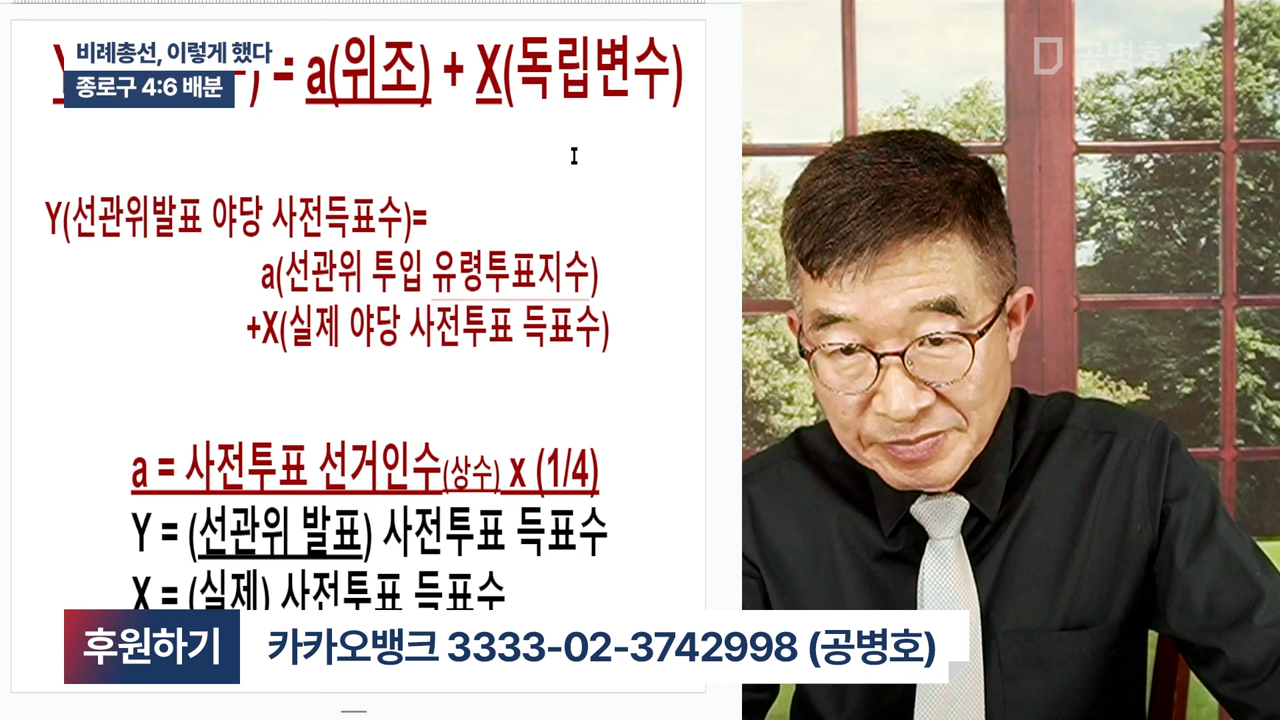 비례총선, 이렇게 했다
종로구 4:6 배분
) = a(위조) + X(독립변수)
공병호TV
Y(선관위발표 야당 사전득표수)=
a(선관위 투입 유령투표지수)
+X(실제 야당 사전투표 득표수)
a = 사전투표 선거인수(상수) x (1/4)
Y = (선관위 발표) 사전투표 득표수
X = (실제) 사전투표 득표수
후원하기
카카오뱅크 3333-02-3742998 (공병호)